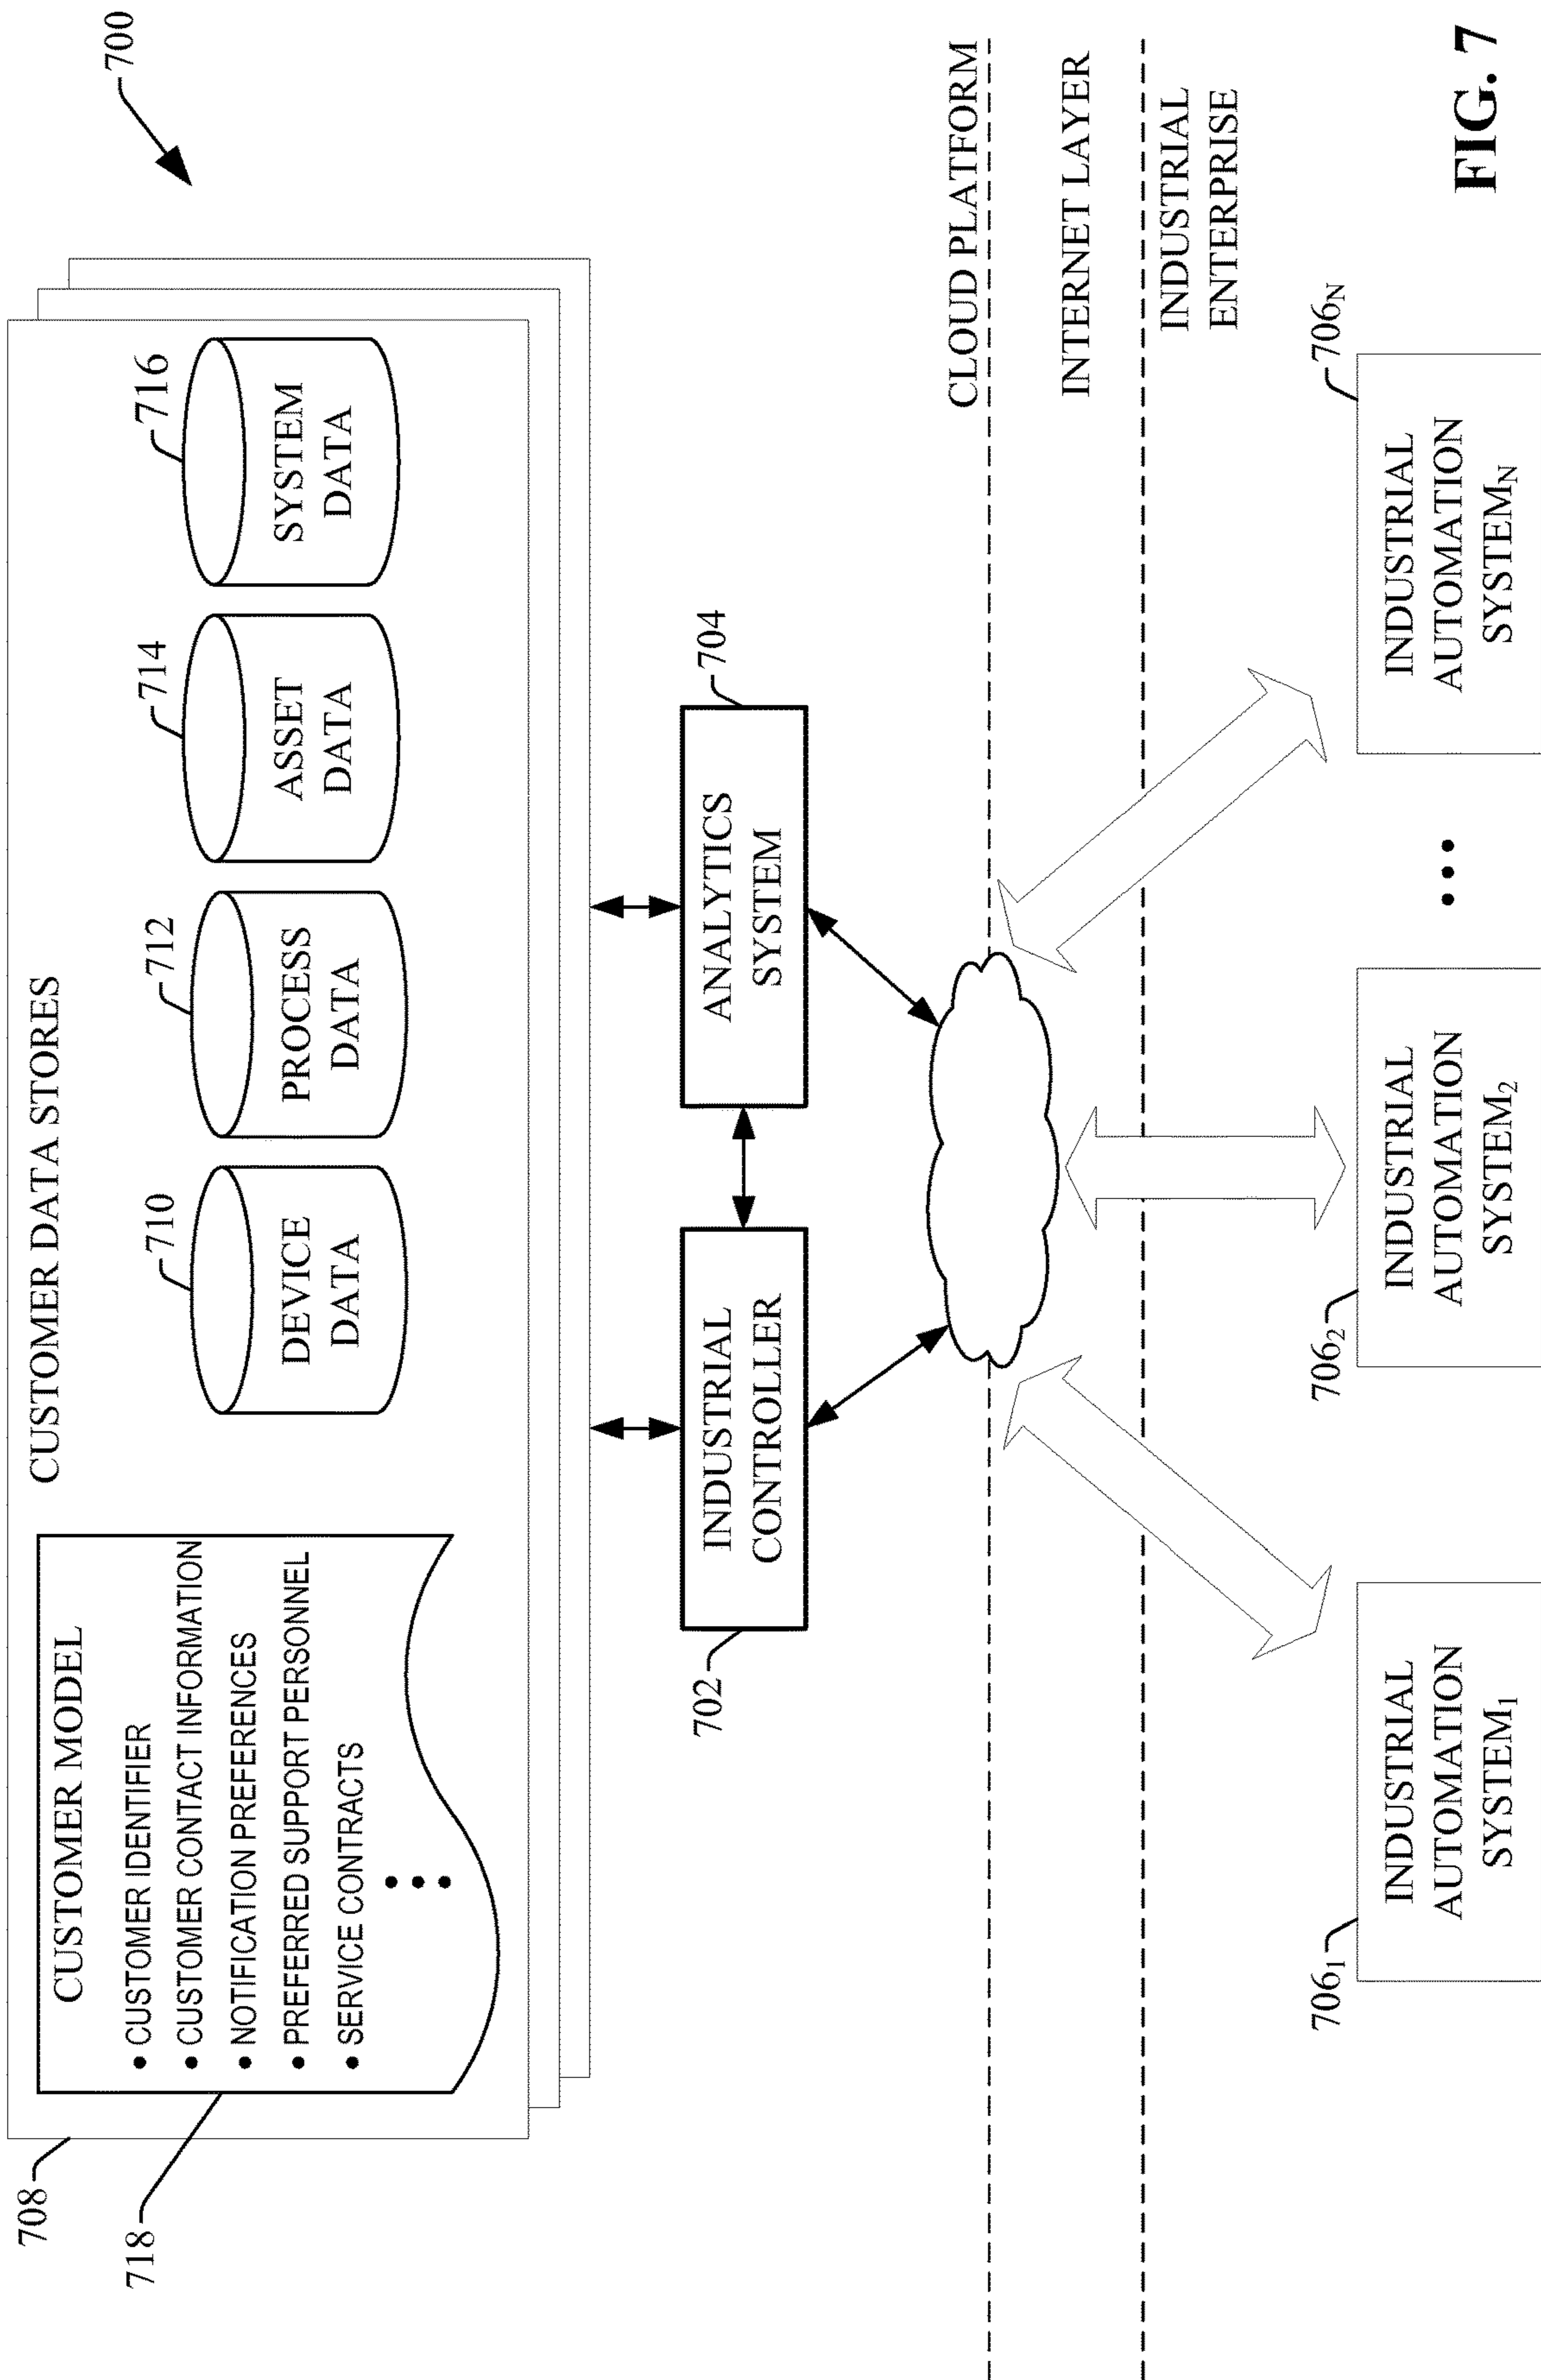 700
CUSTOMER DATA STORES
708
718
CUSTOMER MODEL
• CUSTOMER IDENTIFIER
• CUSTOMER CONTACT INFORMATION
• NOTIFICATION PREFERENCES
• PREFERRED SUPPORT PERSONNEL
• SERVICE CONTRACTS
710
DEVICE
DATA
712
PROCESS
DATA
714
ASSET
DATA
716
SYSTEM
DATA
702
INDUSTRIAL
CONTROLLER
704
ANALYTICS
SYSTEM
CLOUD PLATFORM
INTERNET LAYER
INDUSTRIAL
ENTERPRISE
706₁
INDUSTRIAL
AUTOMATION
SYSTEM₁
706₂
INDUSTRIAL
AUTOMATION
SYSTEM₂
706N
INDUSTRIAL
AUTOMATION
SYSTEMN
FIG. 7